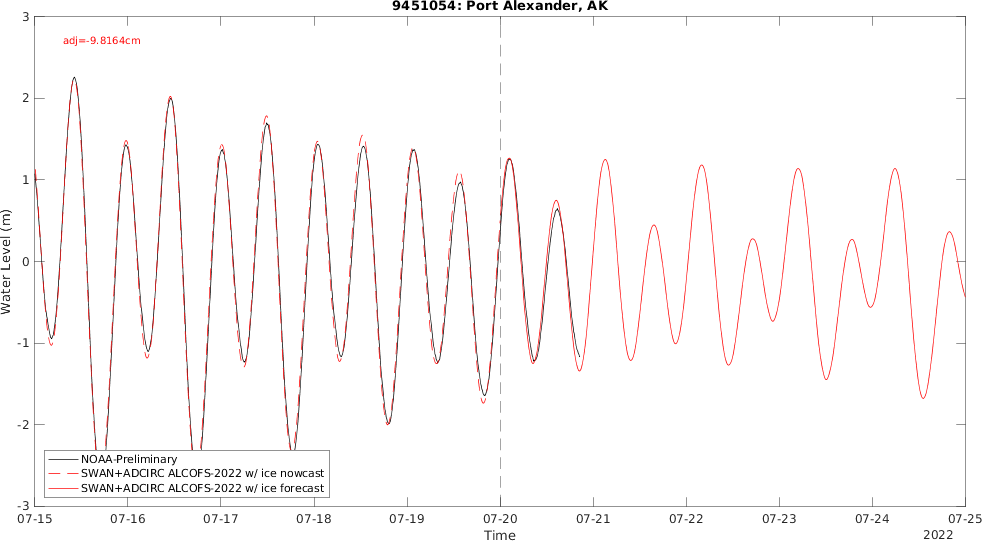 9451054: Port Alexander, AK
adj=-9.8164cm
3
2
1
0
-1
-2
-3
Water Level (m)
NOAA-Preliminary
SWAN+ADCIRC ALCOFS-2022 w/ ice nowcast
SWAN+ADCIRC ALCOFS-2022 w/ ice forecast
07-15 07-16 07-17 07-18 07-19 07-20 07-21 07-22 07-23 07-24 07-25
Time
2022